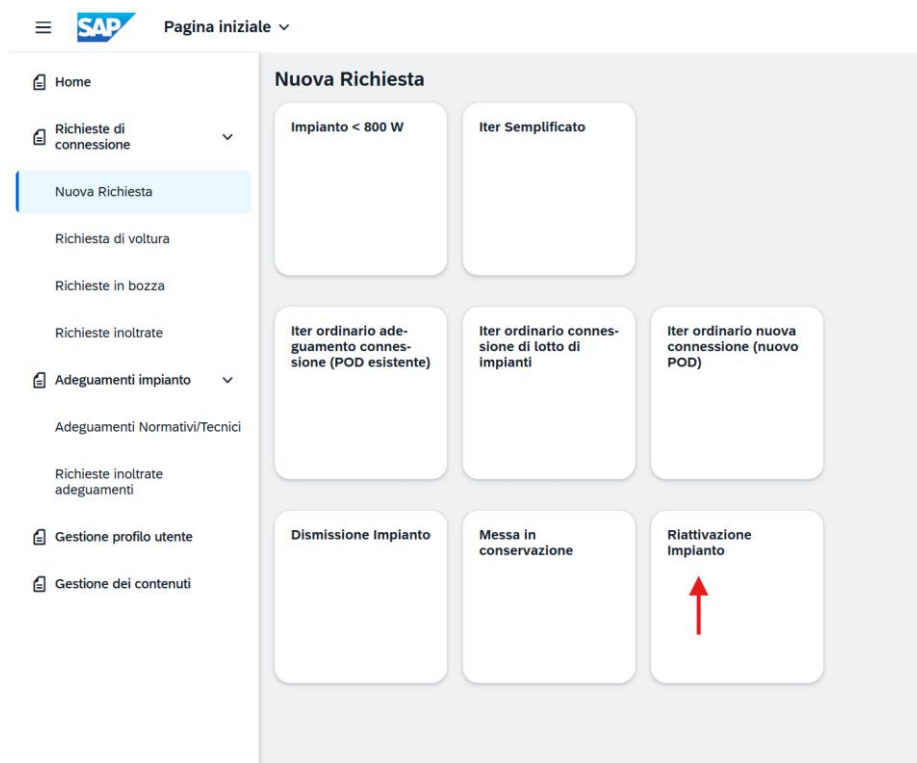 SAP Pagina iniziale
Home
Richieste di
connessione
Nuova Richiesta
Richiesta di voltura
Richieste in bozza
Richieste inoltrate
Adeguamenti impianto
Adeguamenti Normativi/Tecnici
Richieste inoltrate
adeguamenti
Gestione profilo utente
Gestione dei contenuti
Nuova Richiesta
Impianto < 800 W
Iter Semplificato
Iter ordinario ade-
guamento connes-
sione (POD esistente)
Iter ordinario connes-
sione di lotto di
impianti
Iter ordinario nuova
connessione (nuovo
POD)
Dismissione Impianto
Messa in
conservazione
Riattivazione
Impianto